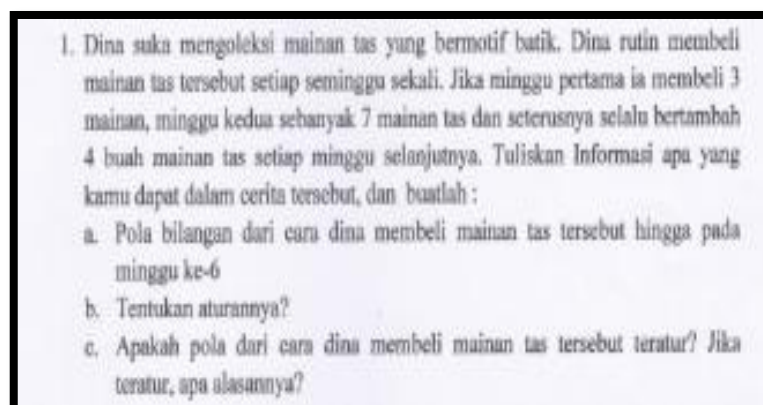 1. Dina suka mengoleksi mainan tas yang bermotif batik. Dina rutin membeli
mainan tas tersebut setiap seminggu sekali. Jika minggu pertama ia membeli 3
mainan, minggu kedua sebanyak 7 mainan tas dan seterusnya selalu bertambah
4 buah mainan tas setiap minggu selanjutnya. Tuliskan Informasi apa yang
kamu dapat dalam cerita tersebut, dan buatlah :
a. Pola bilangan dari cara dina membeli mainan tas tersebut hingga pada
minggu ke-6
b. Tentukan aturannya?
c. Apakah pola dari cara dina membeli mainan tas tersebut teratur? Jika
teratur, apa alasannya?